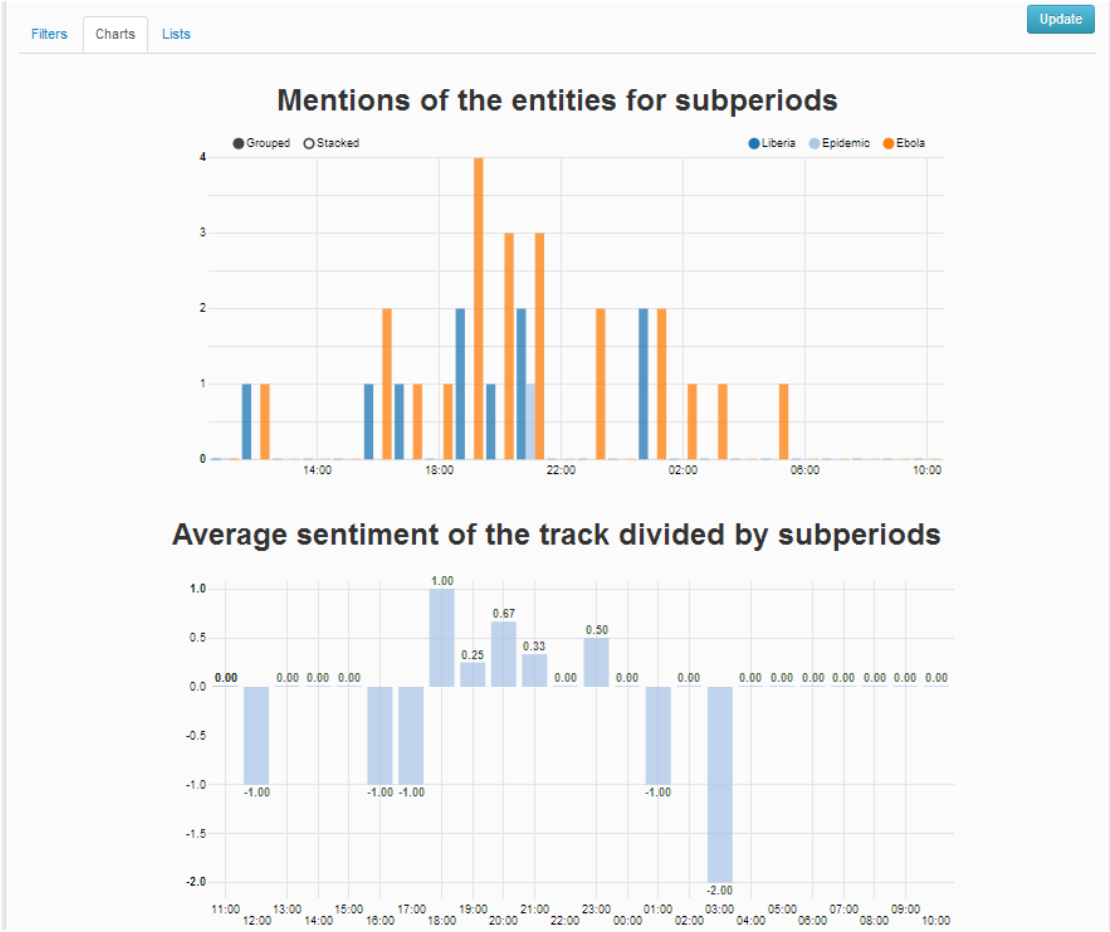 Filters Charts Lists Update
Mentions of the entities for subperiods
Grouped Stacked Liberia Epidemic Ebola
4
3
2
1
0
14:00 18:00 22:00 02:00 06:00 10:00
Average sentiment of the track divided by subperiods
1.00
1.0
0.67
0.50
0.5
0.33
0.25
0.00 0.00 0.00 0.00 0.00 0.00 0.00 0.00 0.00 0.00 0.00 0.00 0.00 0.00
0.0
-0.5
-1.0
-1.00 -1.00 -1.00 -1.00
-1.5
-2.0
-2.00
11:00 13:00 15:00 17:00 19:00 21:00 23:00 01:00 03:00 05:00 07:00 09:00
12:00 14:00 16:00 18:00 20:00 22:00 00:00 02:00 04:00 06:00 08:00 10:00